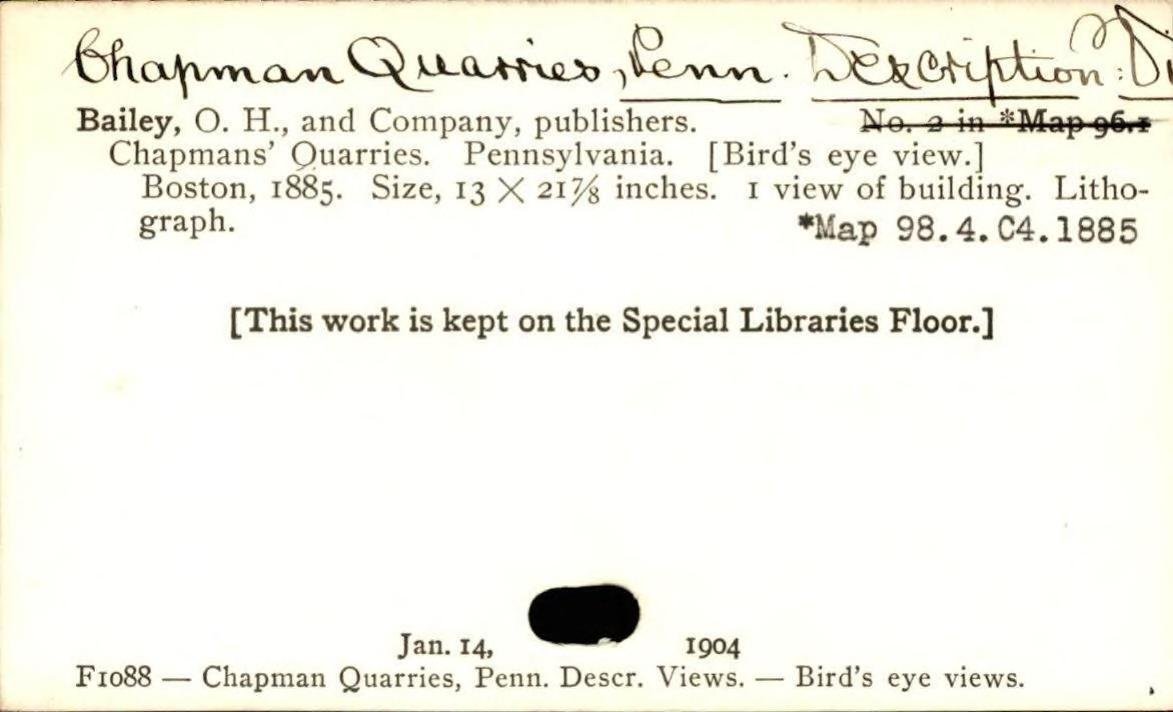 Chapman Quarries, Penn. Description:
Bailey, O. H., and Company, publishers. No. 2 in *Map 96.1
Chapmans' Quarries. Pennsylvania. [Bird's eye view.]
Boston, 1885. Size, 13 X 21⅞ inches. 1 view of building. Litho-
graph. *Map 98.4.C4.1885
[This work is kept on the Special Libraries Floor.]
Jan. 14, 1904
F1088 — Chapman Quarries, Penn. Descr. Views. — Bird's eye views.